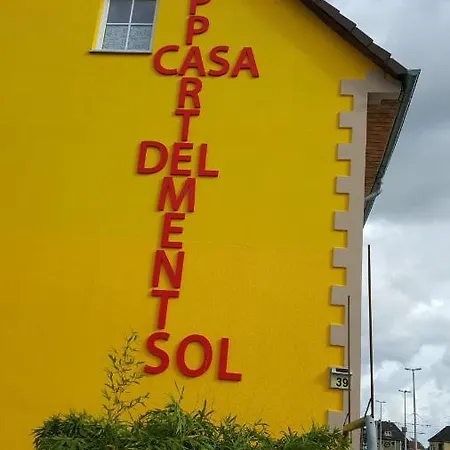 PPARTEMENTS
CASA
DEL
SOL
39